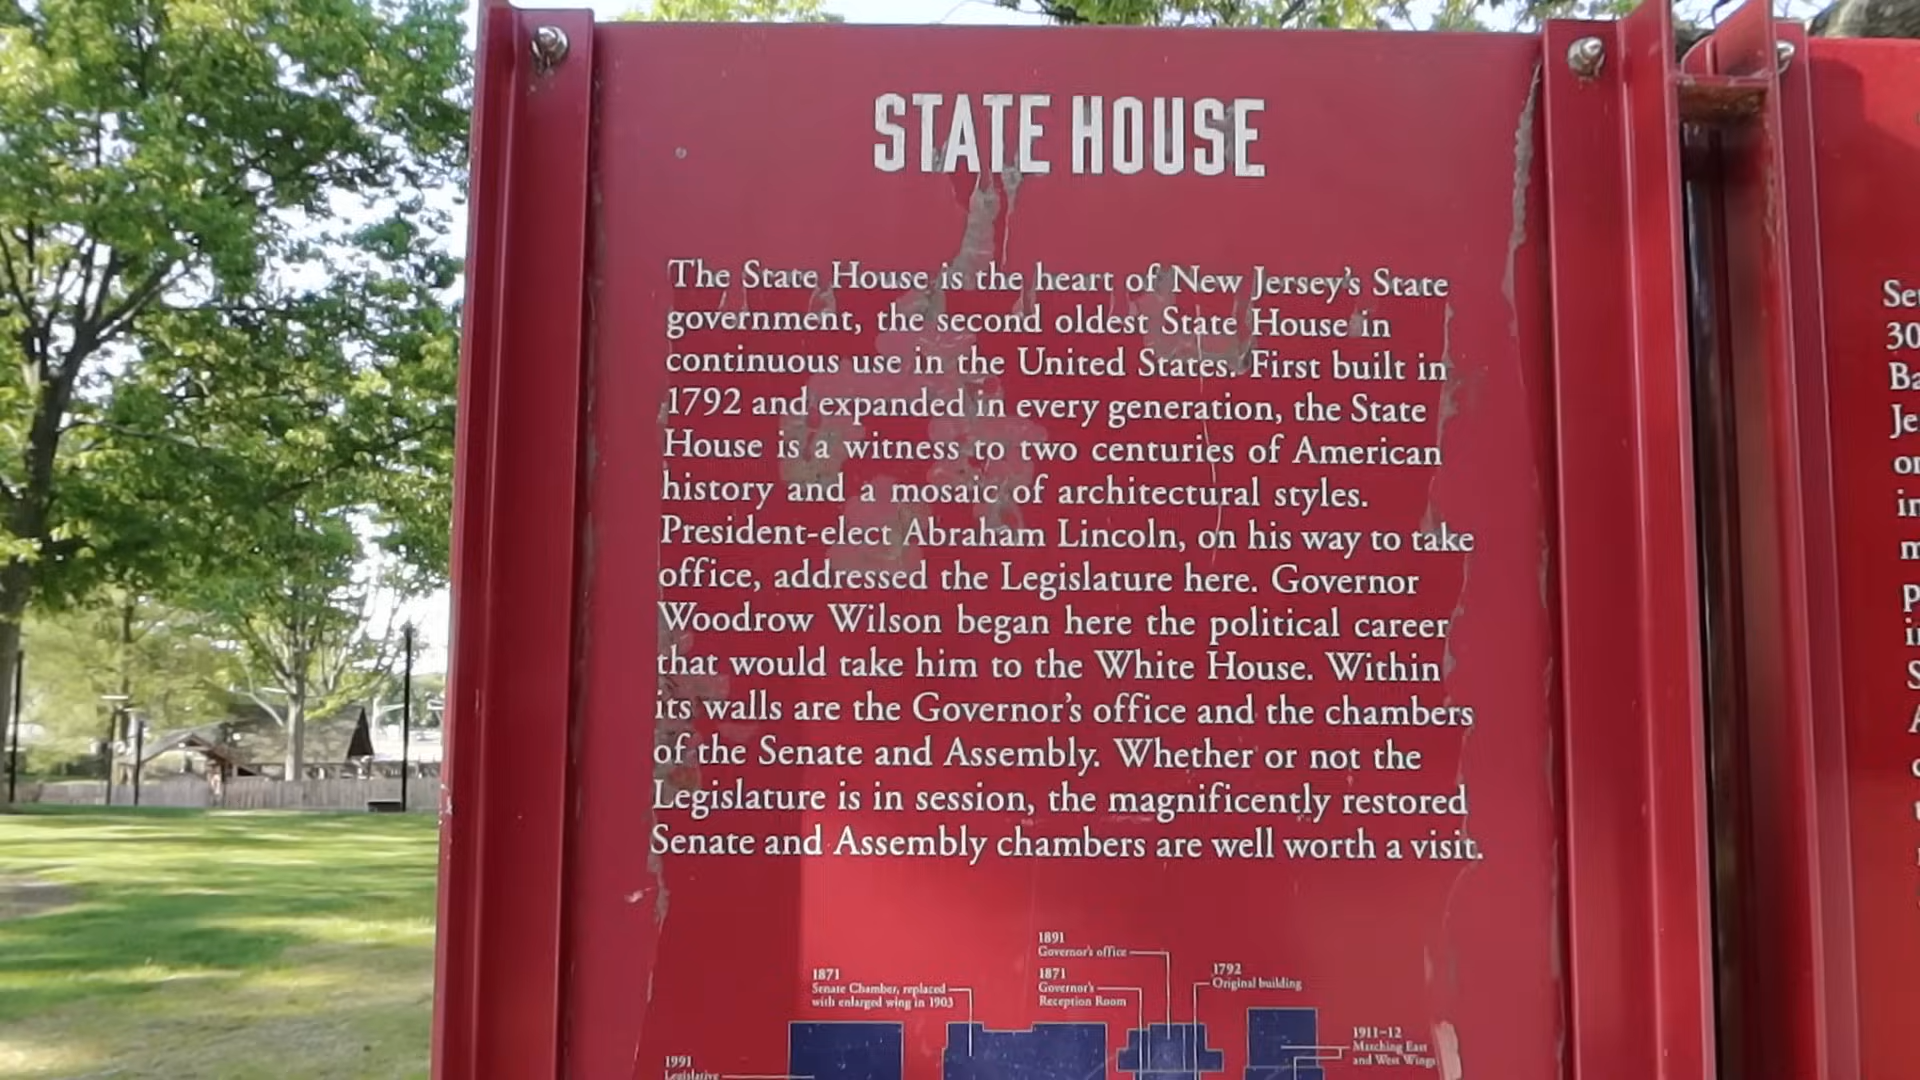 STATE HOUSE
The State House is the heart of New Jersey's State
government, the second oldest State House in
continuous use in the United States. First built in
1792 and expanded in every generation, the State
House is a witness to two centuries of American
history and a mosaic of architectural styles.
President-elect Abraham Lincoln, on his way to take
office, addressed the Legislature here. Governor
Woodrow Wilson began here the political career
that would take him to the White House. Within
its walls are the Governor's office and the chambers
of the Senate and Assembly. Whether or not the
Legislature is in session, the magnificently restored
Senate and Assembly chambers are well worth a visit.
1891
Governor's office
1871
Senate Chamber, replaced
with enlarged wing in 1903
1871
Governor's
Reception Room
1792
Original building
1911-12
Matching East
and West Wings
1991
Legislative
30